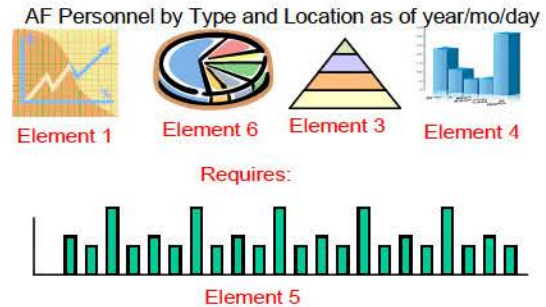 AF Personnel by Type and Location as of year/mo/day
Element 1
Element 6
Element 3
Element 4
Requires:
Element 5